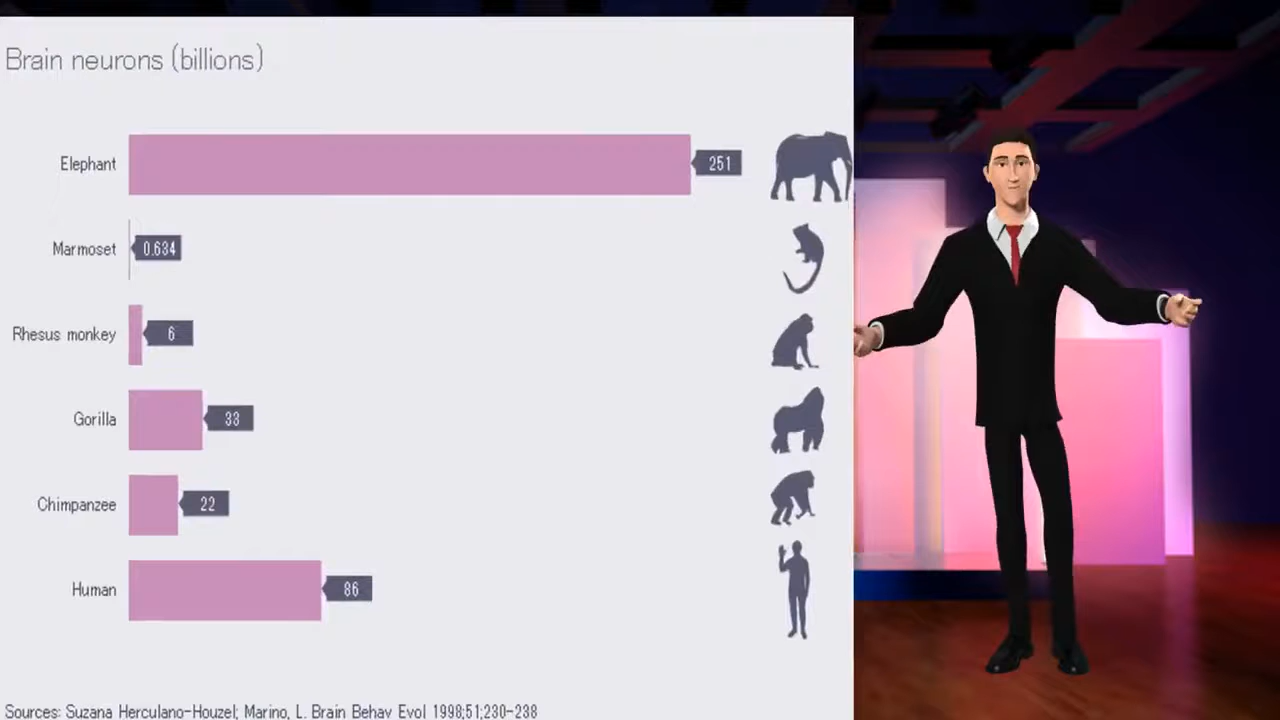 Brain neurons (billions)
Elephant 251
Marmoset 0.634
Rhesus monkey 6
Gorilla 33
Chimpanzee 22
Human 86
Sources: Suzana Herculano-Houzel; Marino, L. Brain Behav Evol 1998;51;230-238